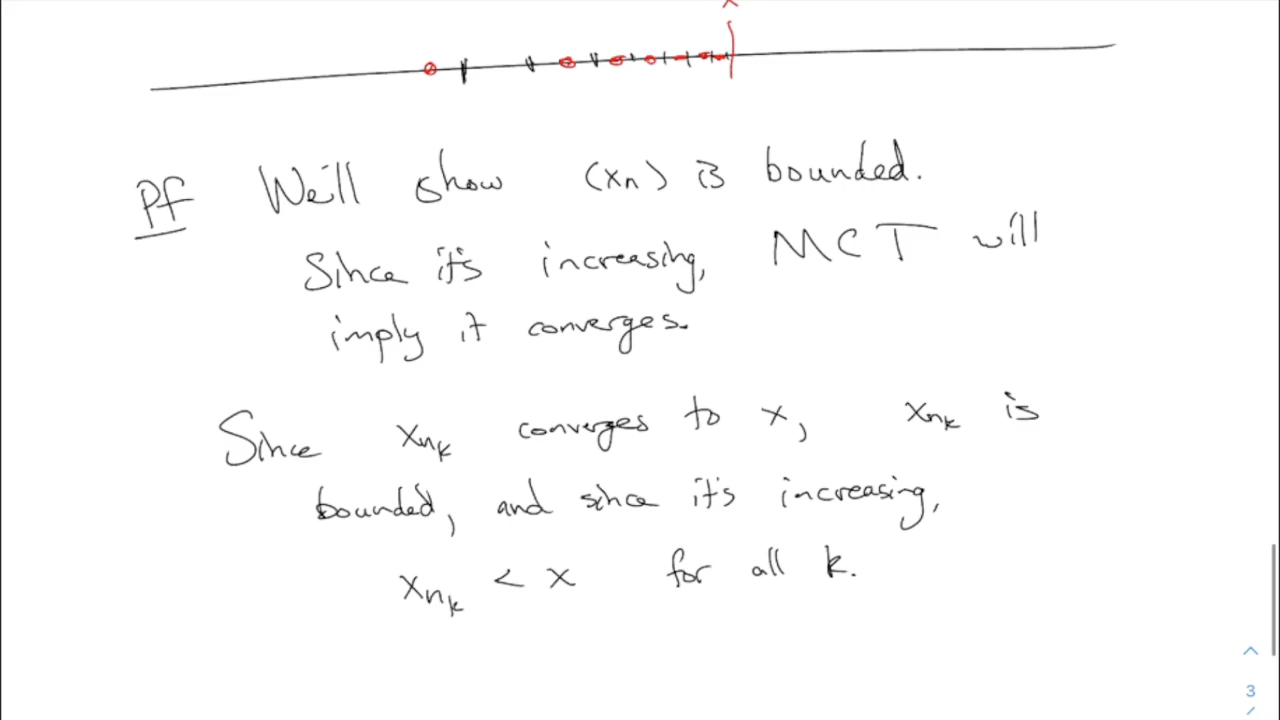 x
Pf We'll show (xn) is bounded.
Since it's increasing, MCT will
imply it converges.
Since xnk converges to x, xnk is
bounded, and since it's increasing,
xnk < x for all k.
3